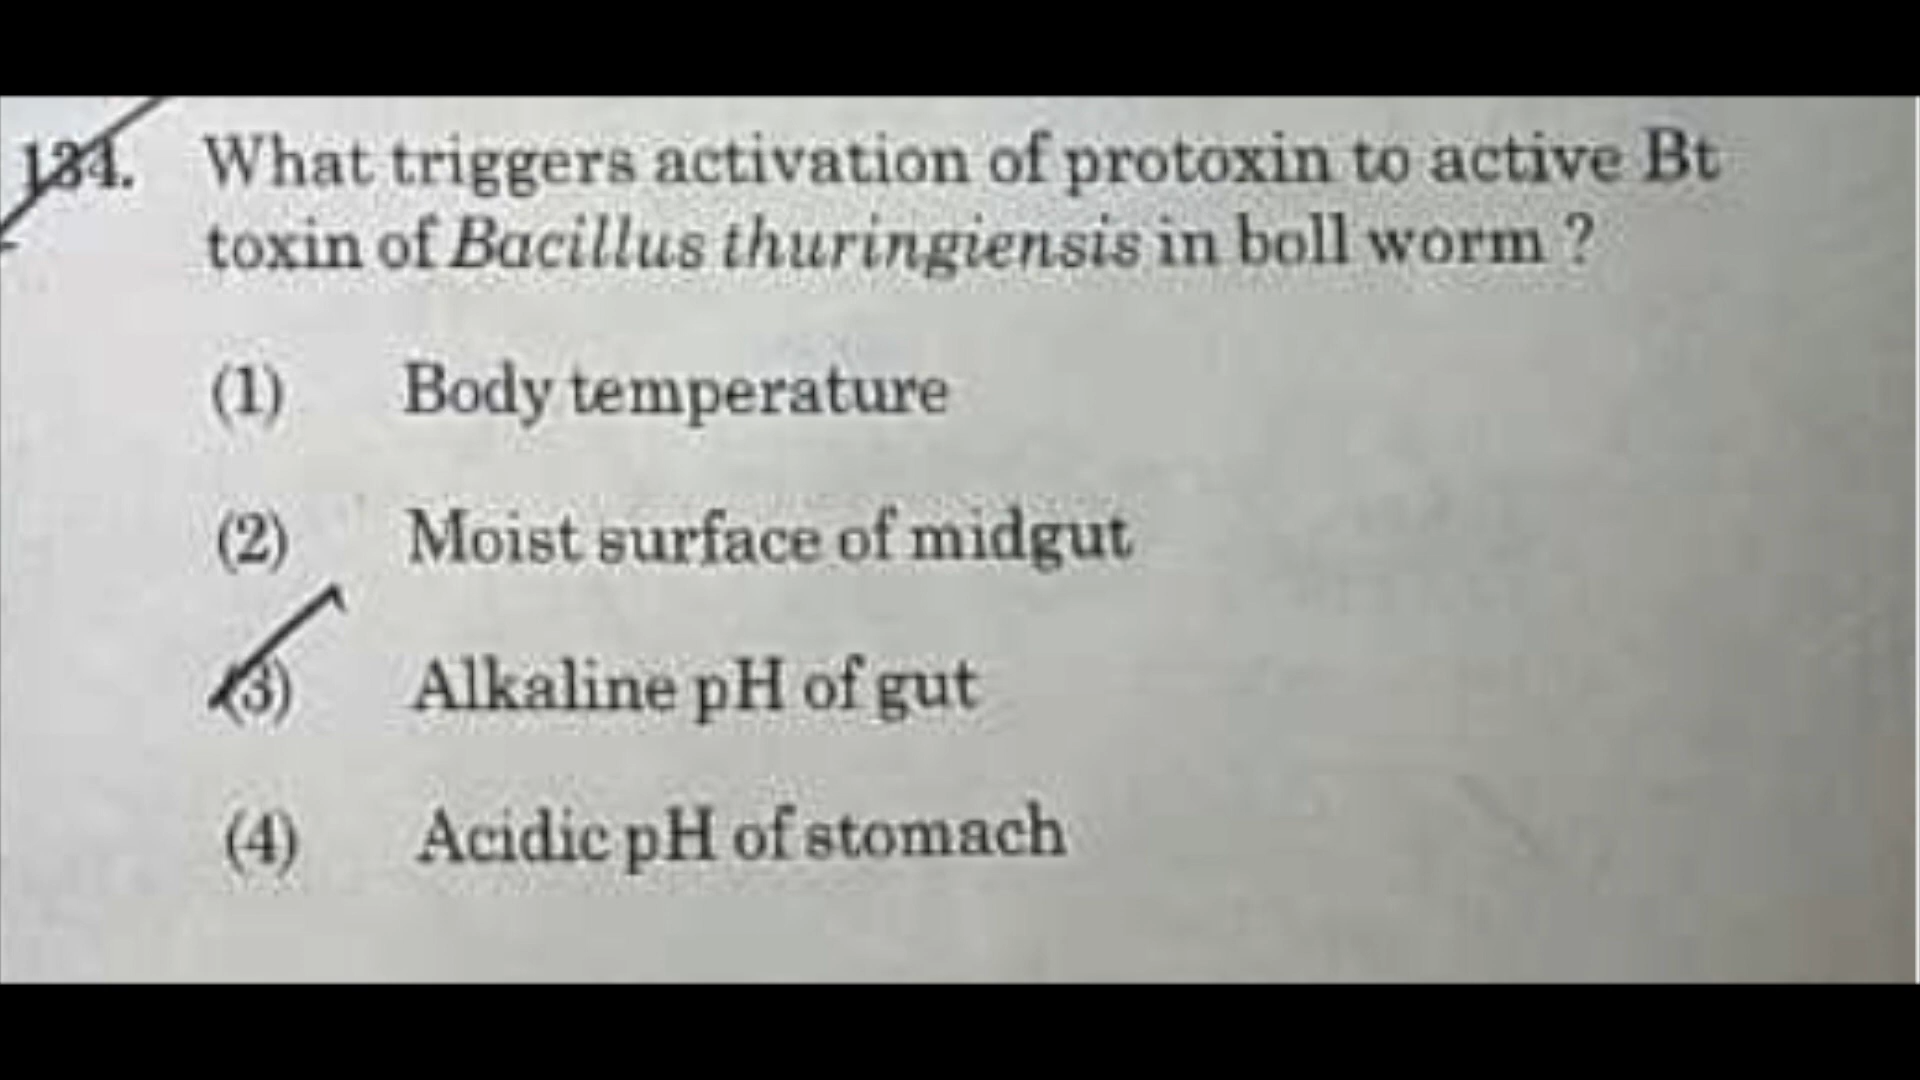 134. What triggers activation of protoxin to active Bt
toxin of Bacillus thuringiensis in boll worm ?
(1) Body temperature
(2) Moist surface of midgut
(3) Alkaline pH of gut
(4) Acidic pH of stomach